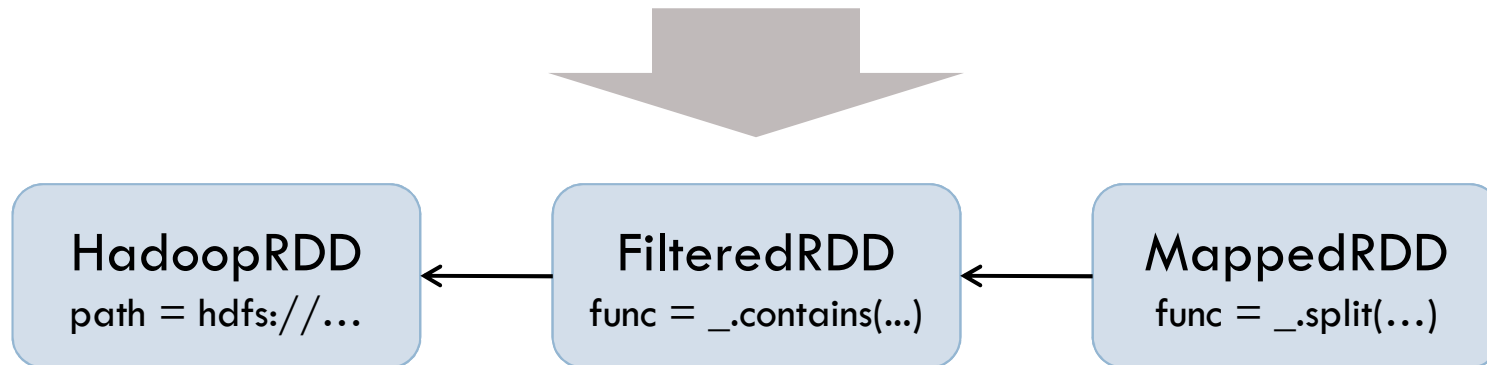 HadoopRDD
path = hdfs://…
FilteredRDD
func = _.contains(...)
MappedRDD
func = _.split(…)